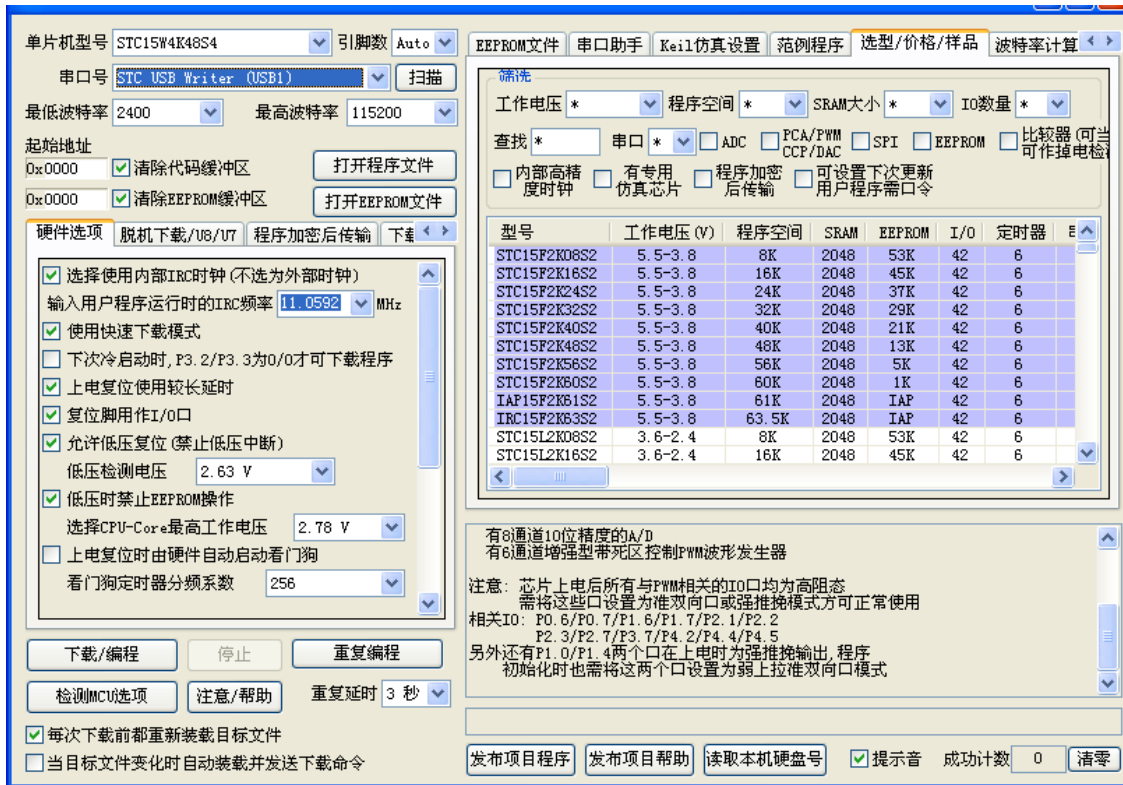 单片机型号 STC15W4K48S4 引脚数 Auto
串口号 STC USB Writer (USB1) 扫描
最低波特率 2400 最高波特率 115200
起始地址
0x0000 清除代码缓冲区 打开程序文件
0x0000 清除EEPROM缓冲区 打开EEPROM文件
硬件选项 脱机下载/U8/U7 程序加密后传输
选择使用内部IRC时钟(不选为外部时钟)
输入用户程序运行时的IRC频率 11.0592 MHz
使用快速下载模式
下次冷启动时,P3.2/P3.3为0/0才可下载程序
上电复位使用较长延时
复位脚用作I/O口
允许低压复位(禁止低压中断)
低压检测电压 2.63 V
低压时禁止EEPROM操作
选择CPU-Core最高工作电压 2.78 V
上电复位时由硬件自动启动看门狗
看门狗定时器分频系数 256
下载/编程 停止 重复编程
检测MCU选项 注意/帮助 重复延时 3 秒
每次下载前都重新装载目标文件
当目标文件变化时自动装载并发送下载命令
EEPROM文件 串口助手 Keil仿真设置 范例程序 选型/价格/样品 波特率计算
筛选
工作电压 * 程序空间 * SRAM大小 * IO数量 *
查找 * 串口 * ADC PCA/PWM CCP/DAC SPI EEPROM 比较器(可当
可作掉电检
内部高精度时钟 有专用仿真芯片 程序加密后传输 可设置下次更新用户程序需口令
型号 工作电压(V) 程序空间 SRAM EEPROM I/O 定时器
STC15F2K08S2 5.5-3.8 8K 2048 53K 42 6
STC15F2K16S2 5.5-3.8 16K 2048 45K 42 6
STC15F2K24S2 5.5-3.8 24K 2048 37K 42 6
STC15F2K32S2 5.5-3.8 32K 2048 29K 42 6
STC15F2K40S2 5.5-3.8 40K 2048 21K 42 6
STC15F2K48S2 5.5-3.8 48K 2048 13K 42 6
STC15F2K56S2 5.5-3.8 56K 2048 5K 42 6
STC15F2K60S2 5.5-3.8 60K 2048 1K 42 6
IAP15F2K61S2 5.5-3.8 61K 2048 IAP 42 6
IRC15F2K63S2 5.5-3.8 63.5K 2048 IAP 42 6
STC15L2K08S2 3.6-2.4 8K 2048 53K 42 6
STC15L2K16S2 3.6-2.4 16K 2048 45K 42 6
有8通道10位精度的A/D
有6通道增强型带死区控制PWM波形发生器
注意: 芯片上电后所有与PWM相关的IO口均为高阻态
需将这些口设置为准双向口或强推挽模式方可正常使用
相关IO: P0.6/P0.7/P1.6/P1.7/P2.1/P2.2
P2.3/P2.7/P3.7/P4.2/P4.4/P4.5
另外还有P1.0/P1.4两个口在上电时为强推挽输出,程序
初始化时也需将这两个口设置为弱上拉准双向口模式
发布项目程序 发布项目帮助 读取本机硬盘号 提示音 成功计数 0 清零